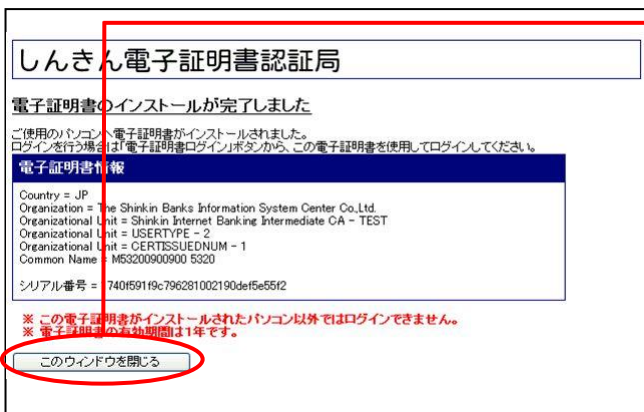 しんきん電子証明書認証局
電子証明書のインストールが完了しました
ご使用のパソコンへ電子証明書がインストールされました。
ログインを行う場合は「電子証明書ログイン」ボタンから、この電子証明書を使用してログインしてください。
電子証明書情報
Country = JP
Organization = The Shinkin Banks Information System Center Co.,Ltd.
Organizational Unit = Shinkin Internet Banking Intermediate CA - TEST
Organizational Unit = USERTYPE - 2
Organizational Unit = CERTISSUEDNUM - 1
Common Name = M53200900900 5320
シリアル番号 = 740f591f9c796281002190def5e55f2
※ この電子証明書がインストールされたパソコン以外ではログインできません。
※ 電子証明書の有効期間は1年です。
このウィンドウを閉じる